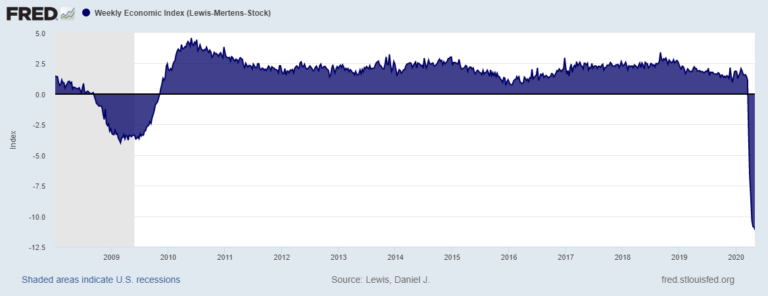 FRED Weekly Economic Index (Lewis-Mertens-Stock)
5.0
2.5
0.0
-2.5
-5.0
-7.5
-10.0
-12.5
Index
2009 2010 2011 2012 2013 2014 2015 2016 2017 2018 2019 2020
Shaded areas indicate U.S. recessions Source: Lewis, Daniel J. fred.stlouisfed.org